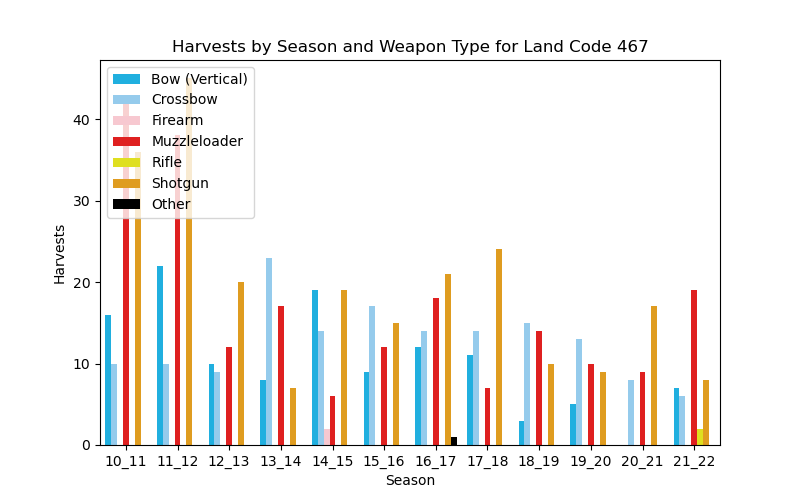 Harvests by Season and Weapon Type for Land Code 467
Bow (Vertical)
Crossbow
Firearm
Muzzleloader
Rifle
Shotgun
Other
Harvests
40
30
20
10
0
10_11 11_12 12_13 13_14 14_15 15_16 16_17 17_18 18_19 19_20 20_21 21_22
Season